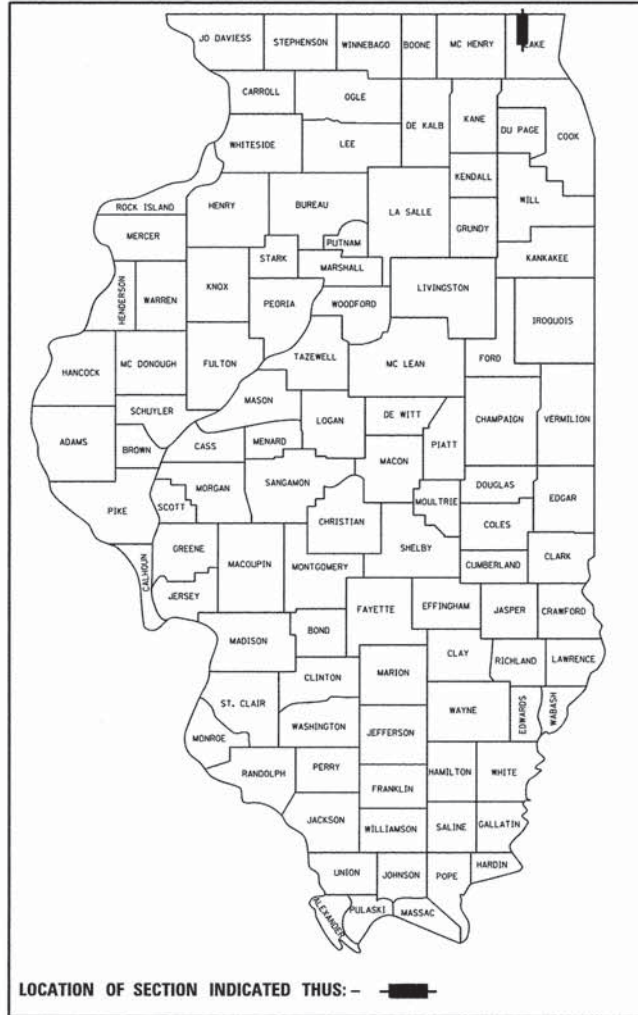 JO DAVIESS STEPHENSON WINNEBAGO BOONE MC HENRY LAKE
CARROLL OGLE DE KALB KANE DU PAGE COOK
WHITESIDE LEE
KENDALL WILL
ROCK ISLAND HENRY BUREAU LA SALLE GRUNDY
MERCER PUTNAM KANKAKEE
STARK MARSHALL
HENDERSON WARREN KNOX PEORIA WOODFORD LIVINGSTON IROQUOIS
HANCOCK MC DONOUGH FULTON TAZEWELL MC LEAN FORD
MASON
SCHUYLER LOGAN DE WITT CHAMPAIGN VERMILION
ADAMS BROWN CASS MENARD PIATT
MACON
MORGAN SANGAMON DOUGLAS EDGAR
PIKE SCOTT CHRISTIAN MOULTRIE COLES
GREENE MACOUPIN MONTGOMERY SHELBY CUMBERLAND CLARK
CALHOUN JERSEY
FAYETTE EFFINGHAM JASPER CRAWFORD
MADISON BOND
CLAY RICHLAND LAWRENCE
CLINTON MARION
ST. CLAIR WAYNE EDWARDS WABASH
MONROE WASHINGTON JEFFERSON
RANDOLPH PERRY HAMILTON WHITE
FRANKLIN
JACKSON WILLIAMSON SALINE GALLATIN
UNION JOHNSON POPE HARDIN
ALEXANDER PULASKI MASSAC
LOCATION OF SECTION INDICATED THUS: –